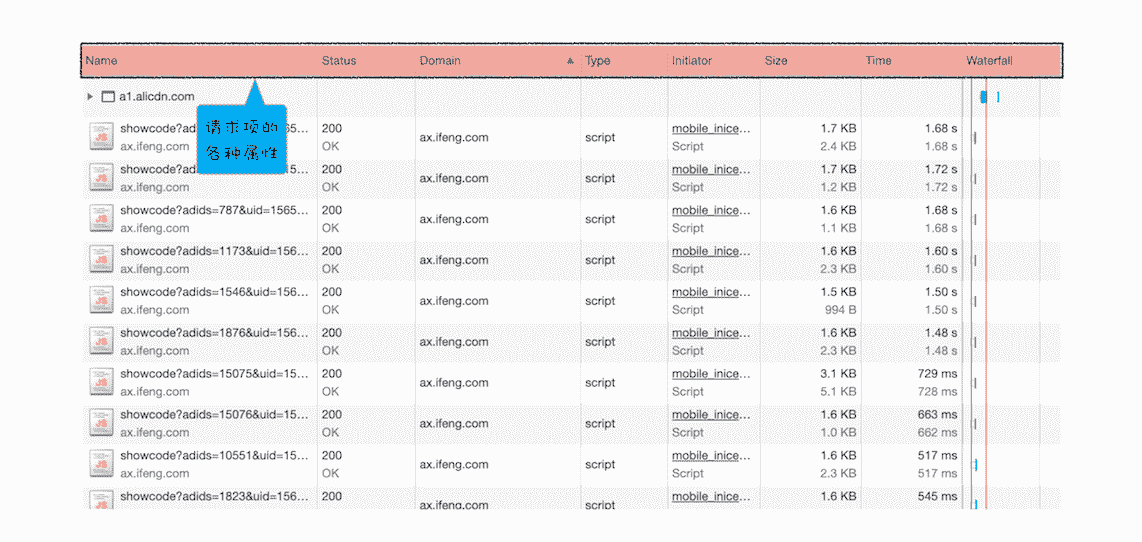 Name Status Domain Type Initiator Size Time Waterfall
a1.alicdn.com
请求项的
各种属性
showcode?adids 65... 200 ax.ifeng.com script mobile_inice... 1.7 KB 1.68 s
ax.ifeng.com OK Script 2.4 KB 1.68 s
showcode?adids 15... 200 ax.ifeng.com script mobile_inice... 1.6 KB 1.72 s
ax.ifeng.com OK Script 1.2 KB 1.72 s
showcode?adids=787&uid=1565... 200 ax.ifeng.com script mobile_inice... 1.6 KB 1.68 s
ax.ifeng.com OK Script 1.1 KB 1.68 s
showcode?adids=1173&uid=156... 200 ax.ifeng.com script mobile_inice... 1.6 KB 1.60 s
ax.ifeng.com OK Script 2.3 KB 1.60 s
showcode?adids=1546&uid=156... 200 ax.ifeng.com script mobile_inice... 1.5 KB 1.50 s
ax.ifeng.com OK Script 994 B 1.50 s
showcode?adids=1876&uid=156... 200 ax.ifeng.com script mobile_inice... 1.6 KB 1.48 s
ax.ifeng.com OK Script 2.3 KB 1.48 s
showcode?adids=15075&uid=15... 200 ax.ifeng.com script mobile_inice... 3.1 KB 729 ms
ax.ifeng.com OK Script 5.1 KB 728 ms
showcode?adids=15076&uid=15... 200 ax.ifeng.com script mobile_inice... 1.6 KB 663 ms
ax.ifeng.com OK Script 1.0 KB 662 ms
showcode?adids=10551&uid=15... 200 ax.ifeng.com script mobile_inice... 1.6 KB 517 ms
ax.ifeng.com OK Script 2.3 KB 517 ms
showcode?adids=1823&uid=156... 200 ax.ifeng.com script mobile_inice... 1.6 KB 545 ms